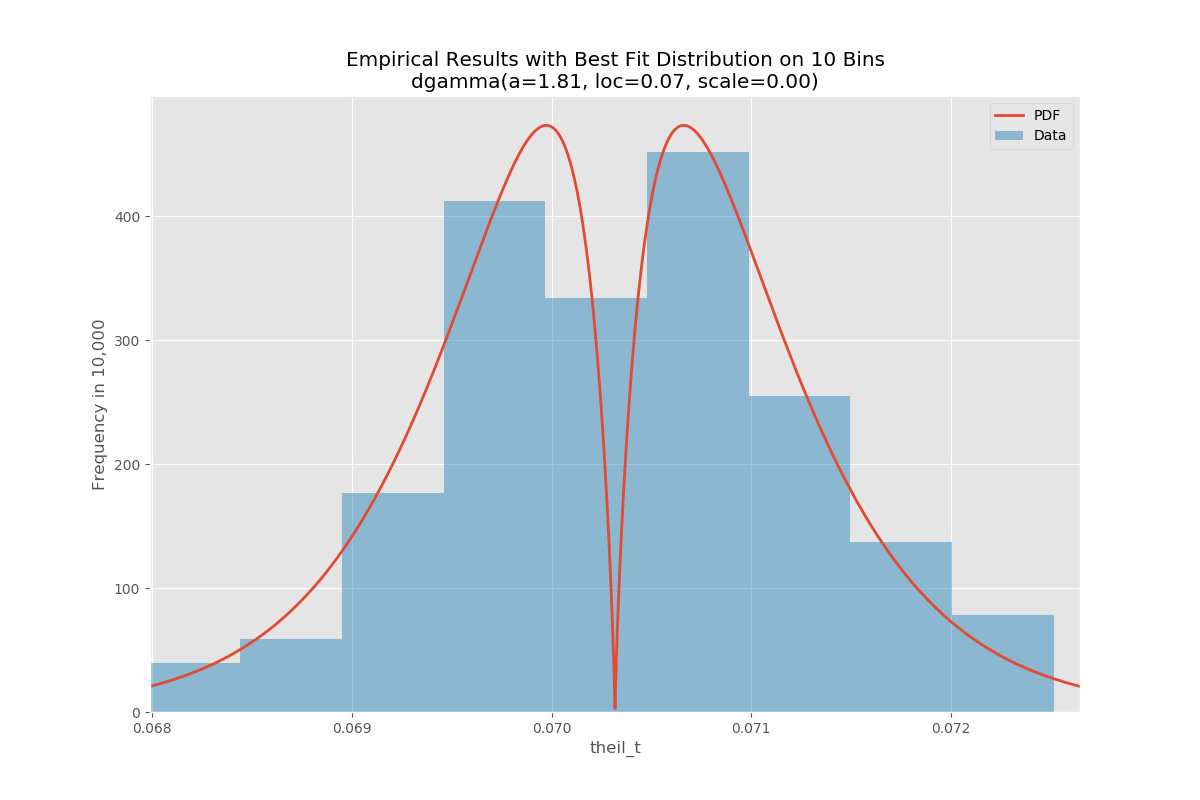 Empirical Results with Best Fit Distribution on 10 Bins
dgamma(a=1.81, loc=0.07, scale=0.00)
PDF
Data
Frequency in 10,000
400
300
200
100
0
0.068 0.069 0.070 0.071 0.072
theil_t